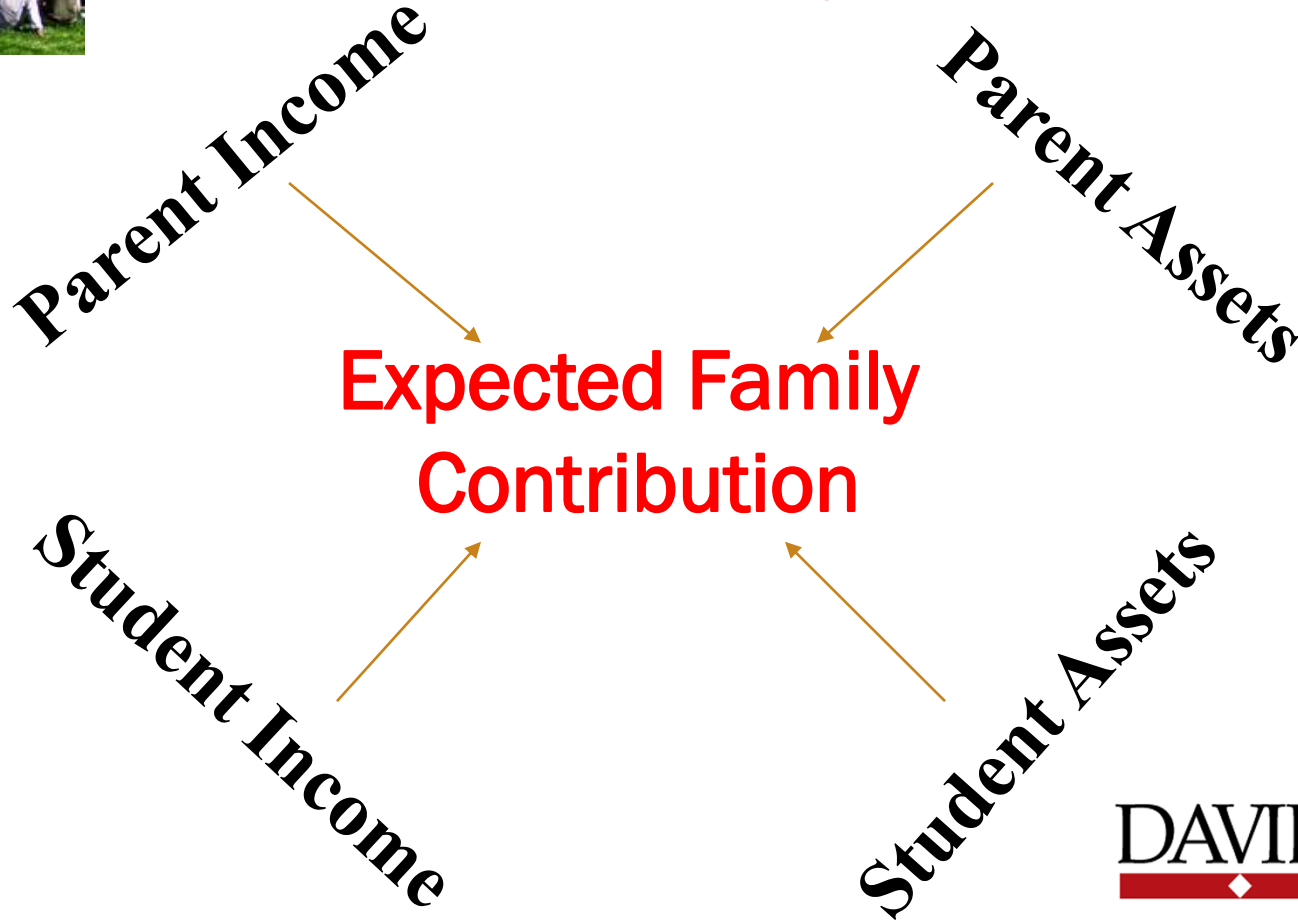 Parent Income
Parent Assets
Expected Family
Contribution
Student Income
Student Assets